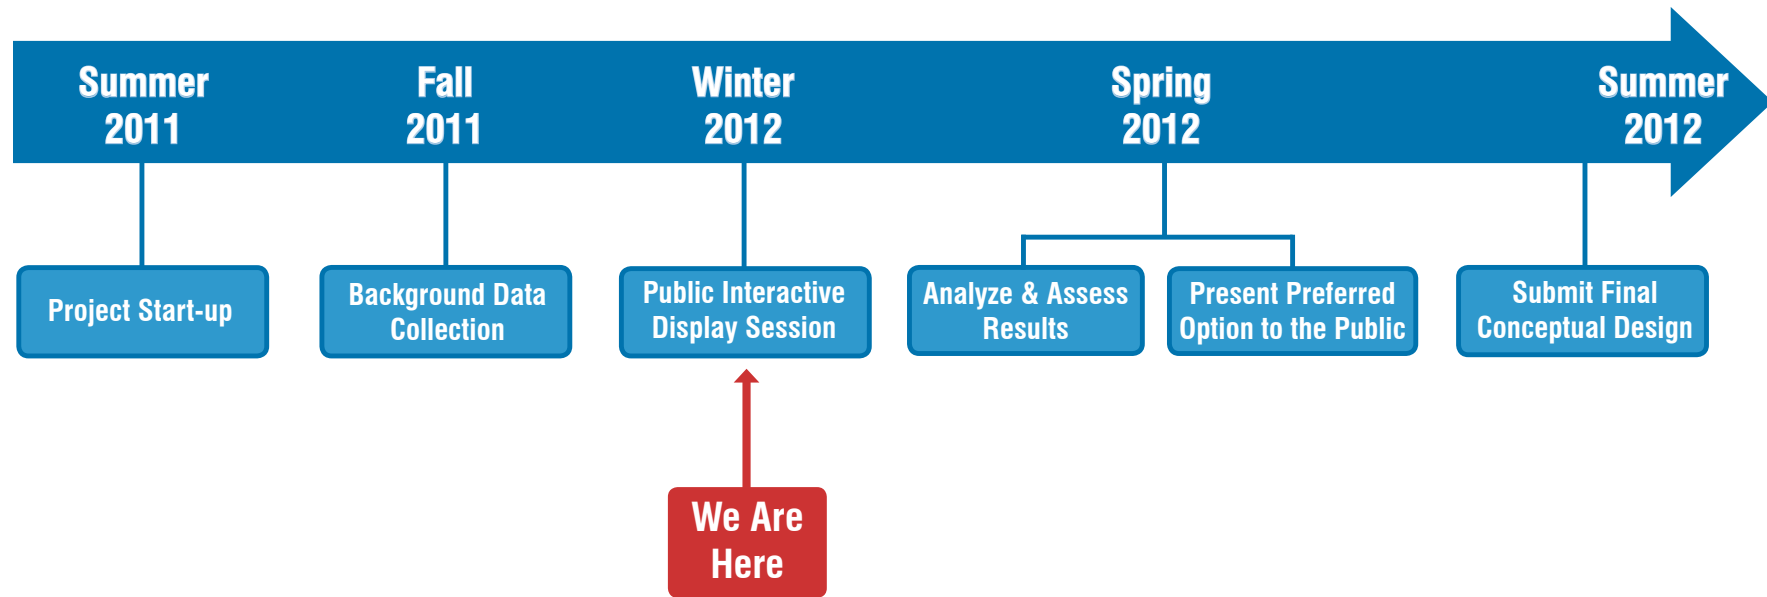 Summer
2011
Fall
2011
Winter
2012
Spring
2012
Summer
2012
Project Start-up
Background Data
Collection
Public Interactive
Display Session
Analyze & Assess
Results
Present Preferred
Option to the Public
Submit Final
Conceptual Design
We Are
Here